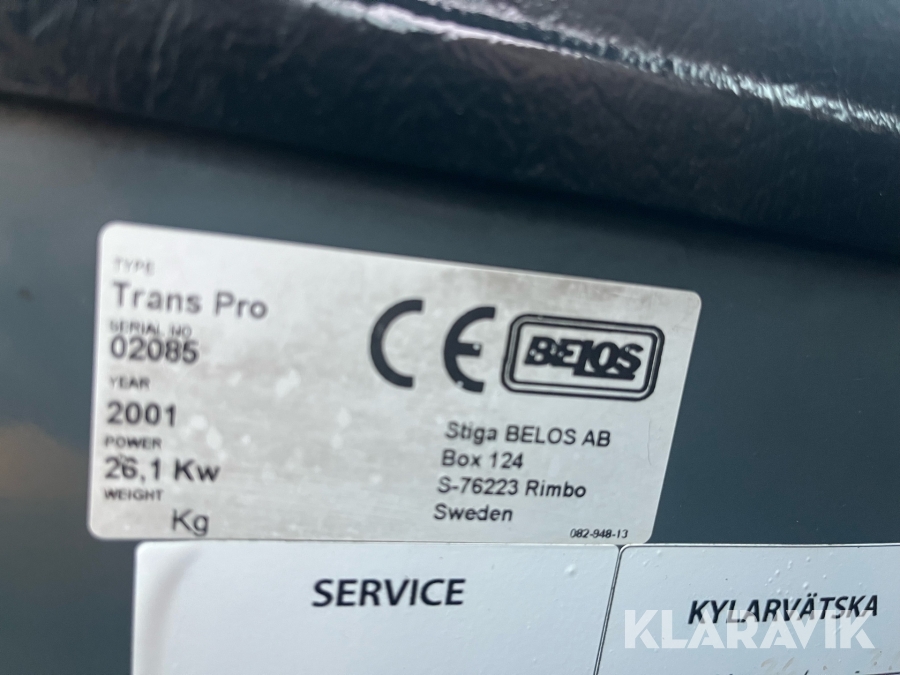 TYPE
Trans Pro
SERIAL NO
02085
YEAR
2001
POWER
26,1 Kw
WEIGHT
Kg
CE
BELOS
Stiga BELOS AB
Box 124
S-76223 Rimbo
Sweden
082-948-13
SERVICE
KYLARVÄTSKA
KLARAVIK